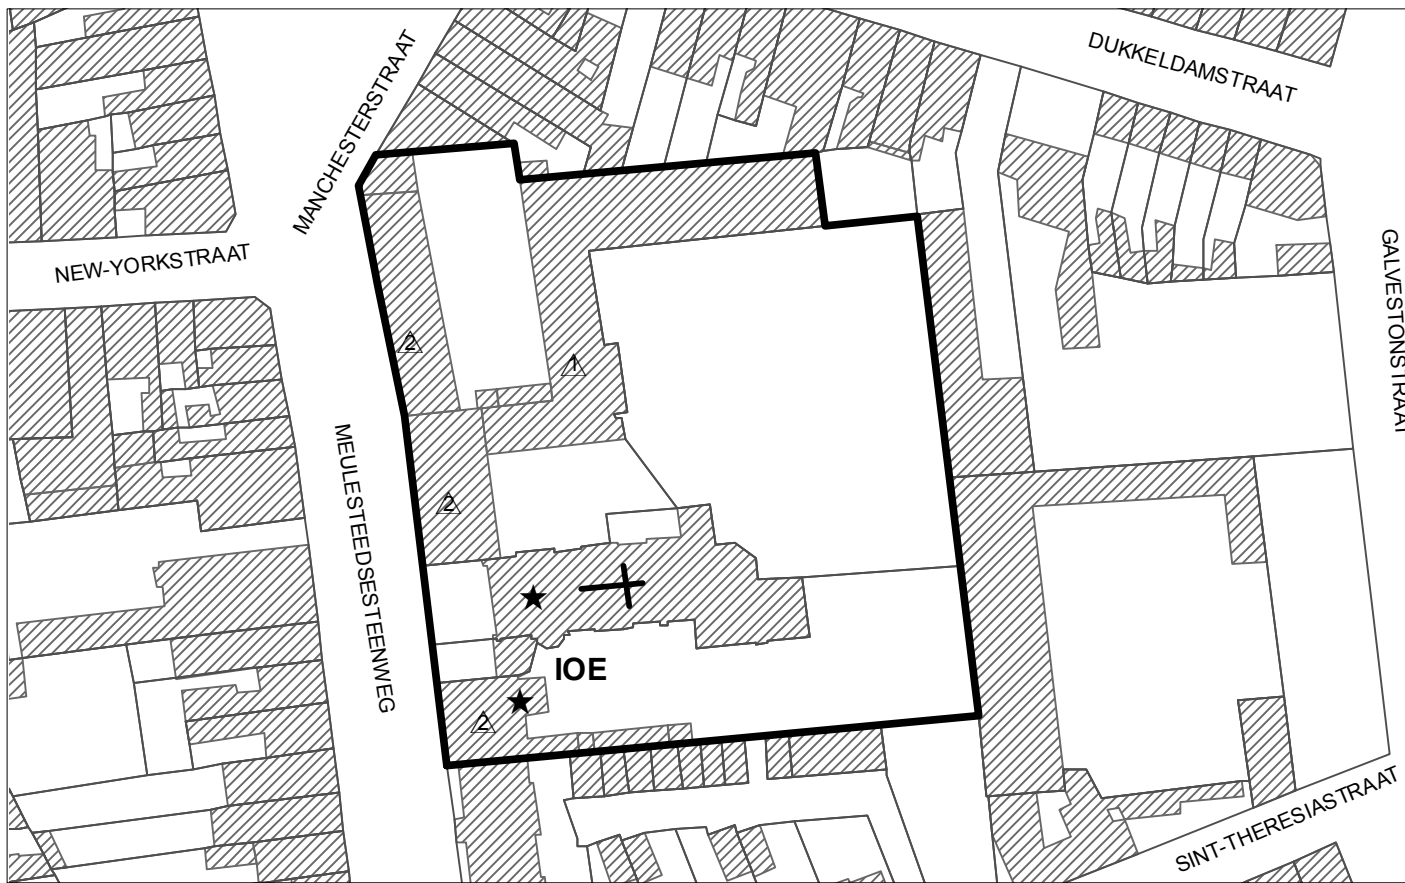 DUKKELDAMSTRAAT
MANCHESTERSTRAAT
NEW-YORKSTRAAT
GALVESTONSTRAAT
2
1
MEULESTEEDSESTEENWEG
2
IOE
2
SINT-THERESIASTRAAT